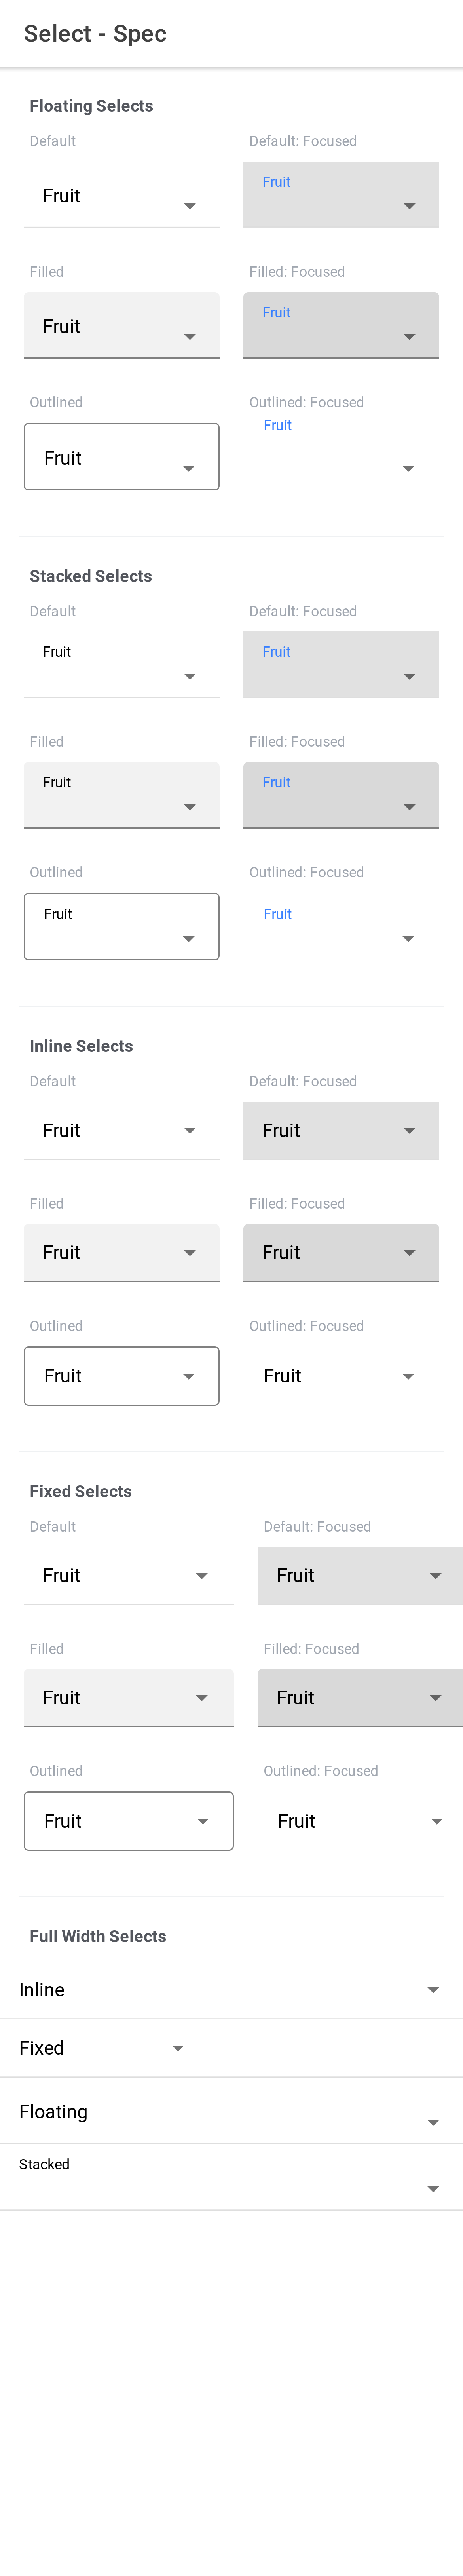 Select - Spec
Floating Selects
Default Default: Focused
Fruit Fruit
Filled Filled: Focused
Fruit Fruit
Outlined Outlined: Focused
Fruit Fruit
Stacked Selects
Default Default: Focused
Fruit Fruit
Filled Filled: Focused
Fruit Fruit
Outlined Outlined: Focused
Fruit Fruit
Inline Selects
Default Default: Focused
Fruit Fruit
Filled Filled: Focused
Fruit Fruit
Outlined Outlined: Focused
Fruit Fruit
Fixed Selects
Default Default: Focused
Fruit Fruit
Filled Filled: Focused
Fruit Fruit
Outlined Outlined: Focused
Fruit Fruit
Full Width Selects
Inline
Fixed
Floating
Stacked